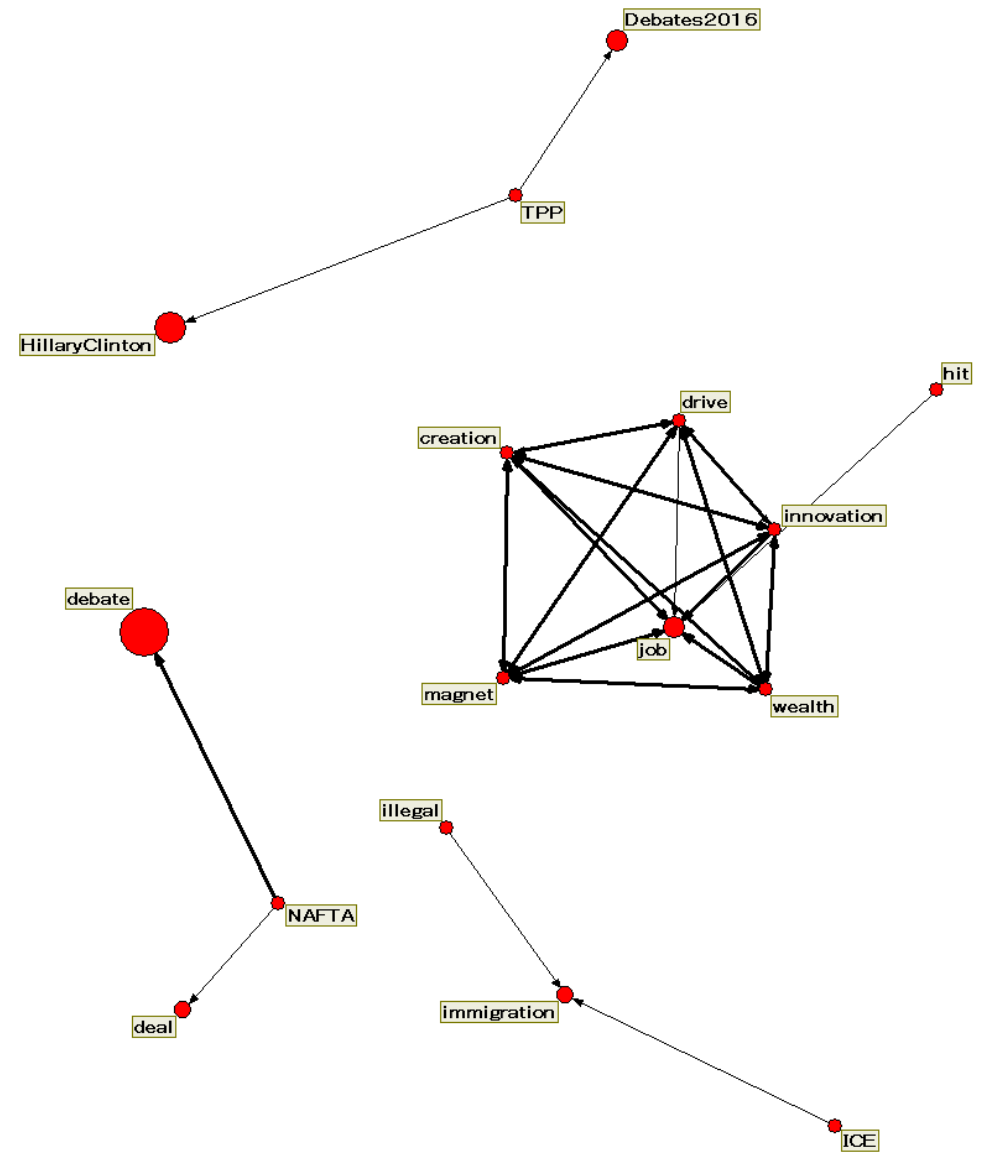 Debates2016
TPP
HillaryClinton
hit
drive
creation
innovation
debate
job
magnet
wealth
illegal
NAFTA
immigration
deal
ICE